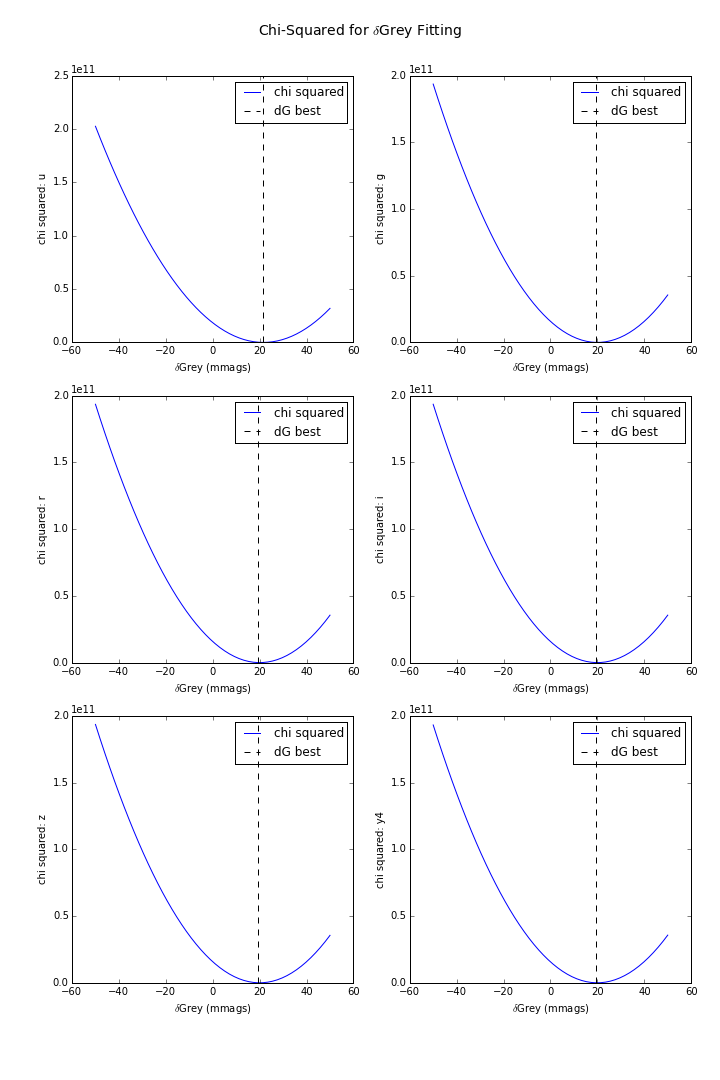 Chi-Squared for δGrey Fitting
1e11
2.5
2.0
1.5
1.0
0.5
0.0
chi squared: u
chi squared
dG best
−60 −40 −20 0 20 40 60
δGrey (mmags)
1e11
2.0
1.5
1.0
0.5
0.0
chi squared: g
chi squared
dG best
−60 −40 −20 0 20 40 60
δGrey (mmags)
1e11
2.0
1.5
1.0
0.5
0.0
chi squared: r
chi squared
dG best
−60 −40 −20 0 20 40 60
δGrey (mmags)
1e11
2.0
1.5
1.0
0.5
0.0
chi squared: i
chi squared
dG best
−60 −40 −20 0 20 40 60
δGrey (mmags)
1e11
2.0
1.5
1.0
0.5
0.0
chi squared: z
chi squared
dG best
−60 −40 −20 0 20 40 60
δGrey (mmags)
1e11
2.0
1.5
1.0
0.5
0.0
chi squared: y4
chi squared
dG best
−60 −40 −20 0 20 40 60
δGrey (mmags)